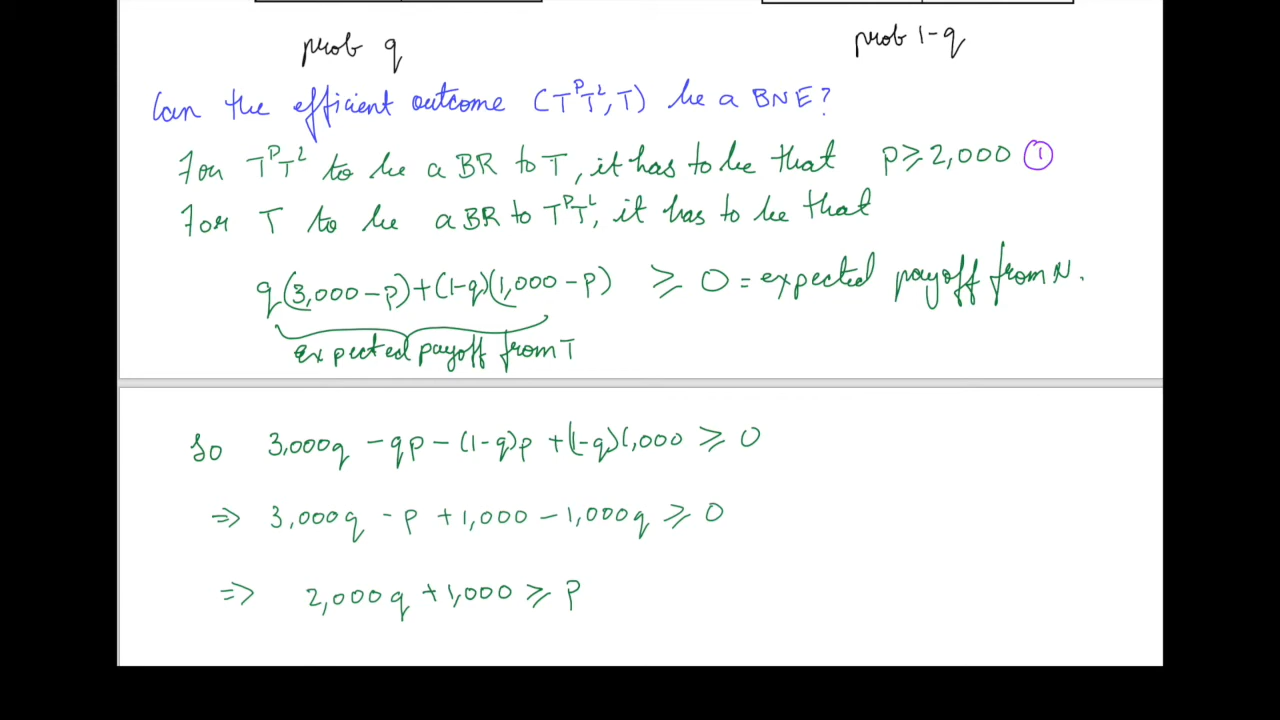 prob q
prob 1-q
Can the efficient outcome (TᴾTᴸ, T) be a BNE?
For TᴾTᴸ to be a BR to T, it has to be that p ≥ 2,000 ①
For T to be a BR to TᴾTᴸ, it has to be that
q(3,000 - p) + (1-q)(1,000 - p) ≥ 0 = expected payoff from N.
expected payoff from T
So 3,000q - qp - (1-q)p + (1-q)1,000 ≥ 0
⇒ 3,000q - p + 1,000 - 1,000q ≥ 0
⇒ 2,000q + 1,000 ≥ p